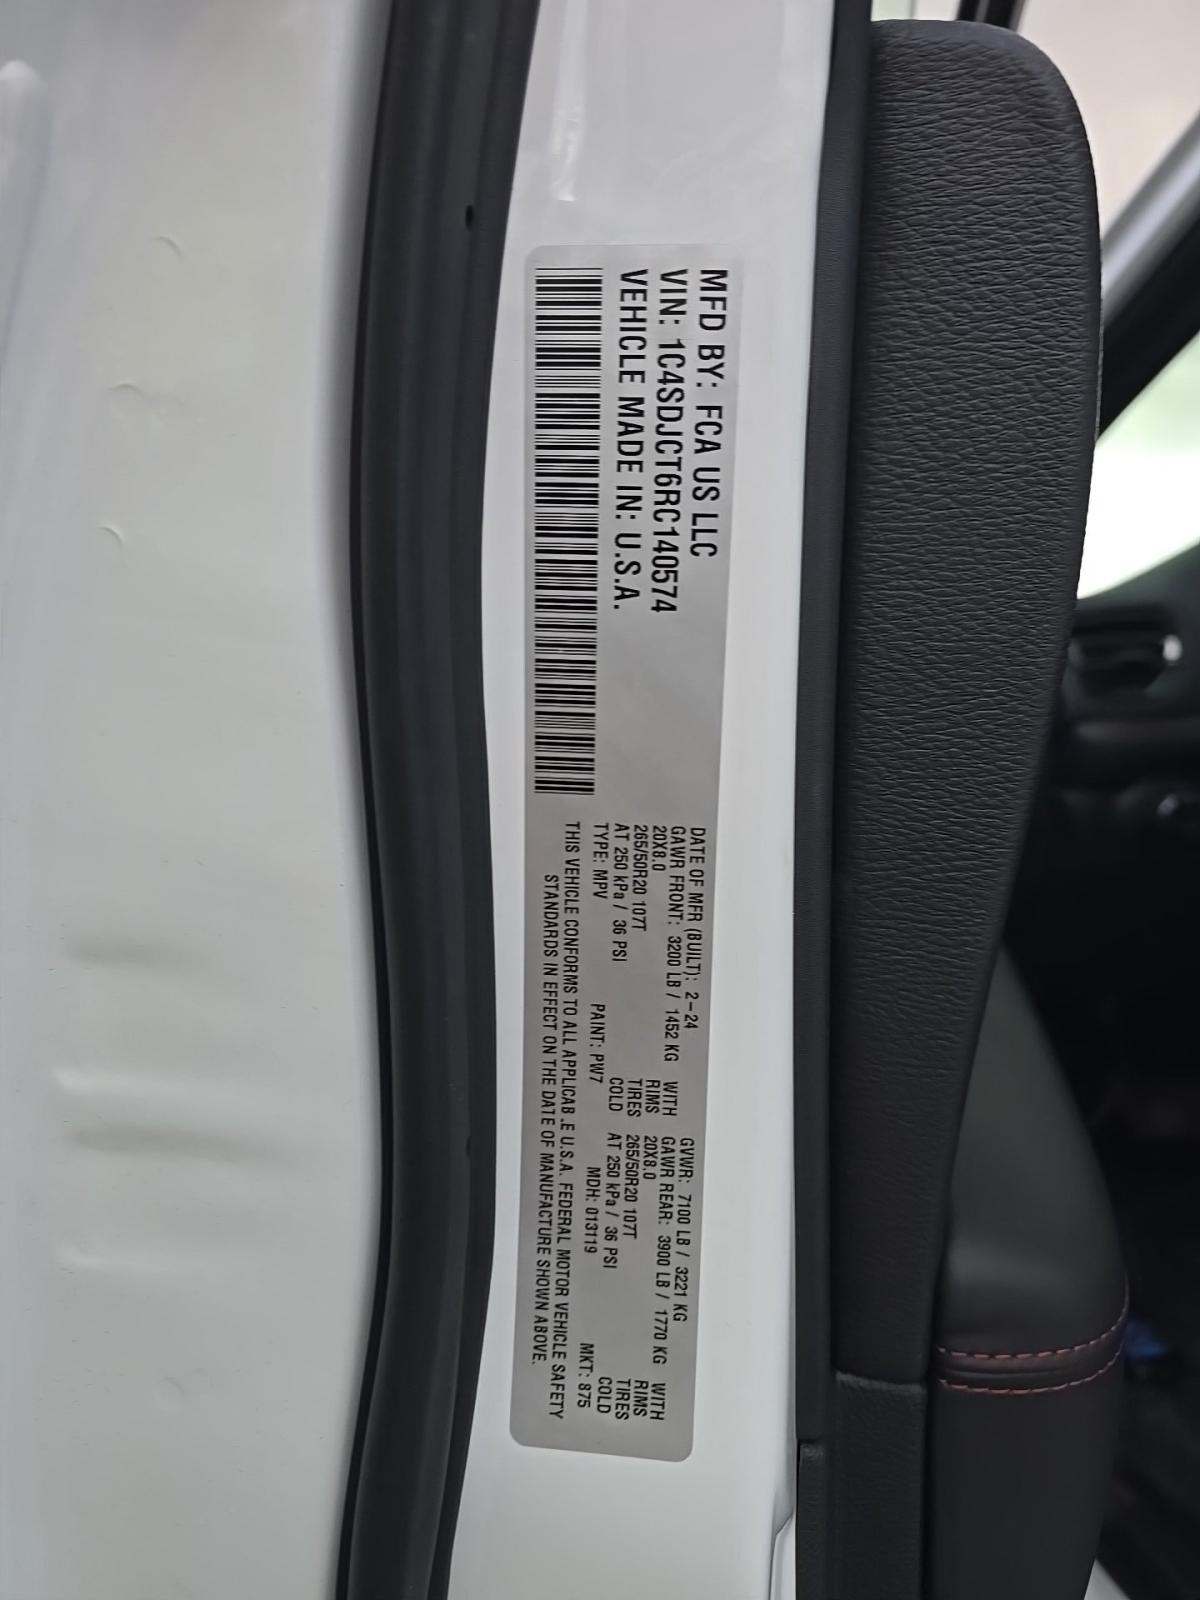 MFD BY: FCA US LLC
VIN: 1C4SDJCT6RC140574
VEHICLE MADE IN: U.S.A.
DATE OF MFR (BUILT): 2-24 GVWR: 7100 LB / 3221 KG
GAWR FRONT: 3200 LB / 1452 KG WITH GAWR REAR: 3900 LB / 1770 KG WITH
20X8.0 RIMS 20X8.0 RIMS
265/50R20 107T TIRES 265/50R20 107T TIRES
AT 250 kPa / 36 PSI COLD AT 250 kPa / 36 PSI COLD
TYPE: MPV PAINT: PW7 MDH: 013119 MKT: 875
THIS VEHICLE CONFORMS TO ALL APPLICAB.E U.S.A. FEDERAL MOTOR VEHICLE SAFETY
STANDARDS IN EFFECT ON THE DATE OF MANUFACTURE SHOWN ABOVE.